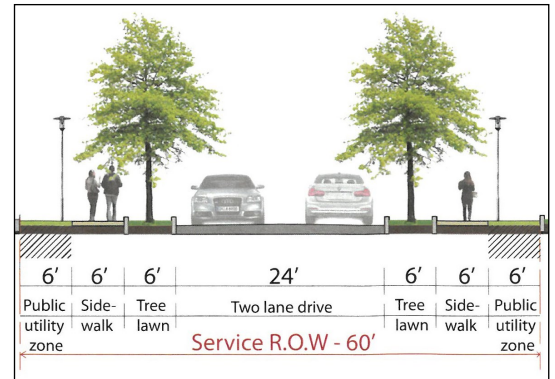 6' 6' 6' 24' 6' 6' 6'
Public Side- Tree Two lane drive Tree Side- Public
utility walk lawn lawn walk utility
zone zone
Service R.O.W - 60'